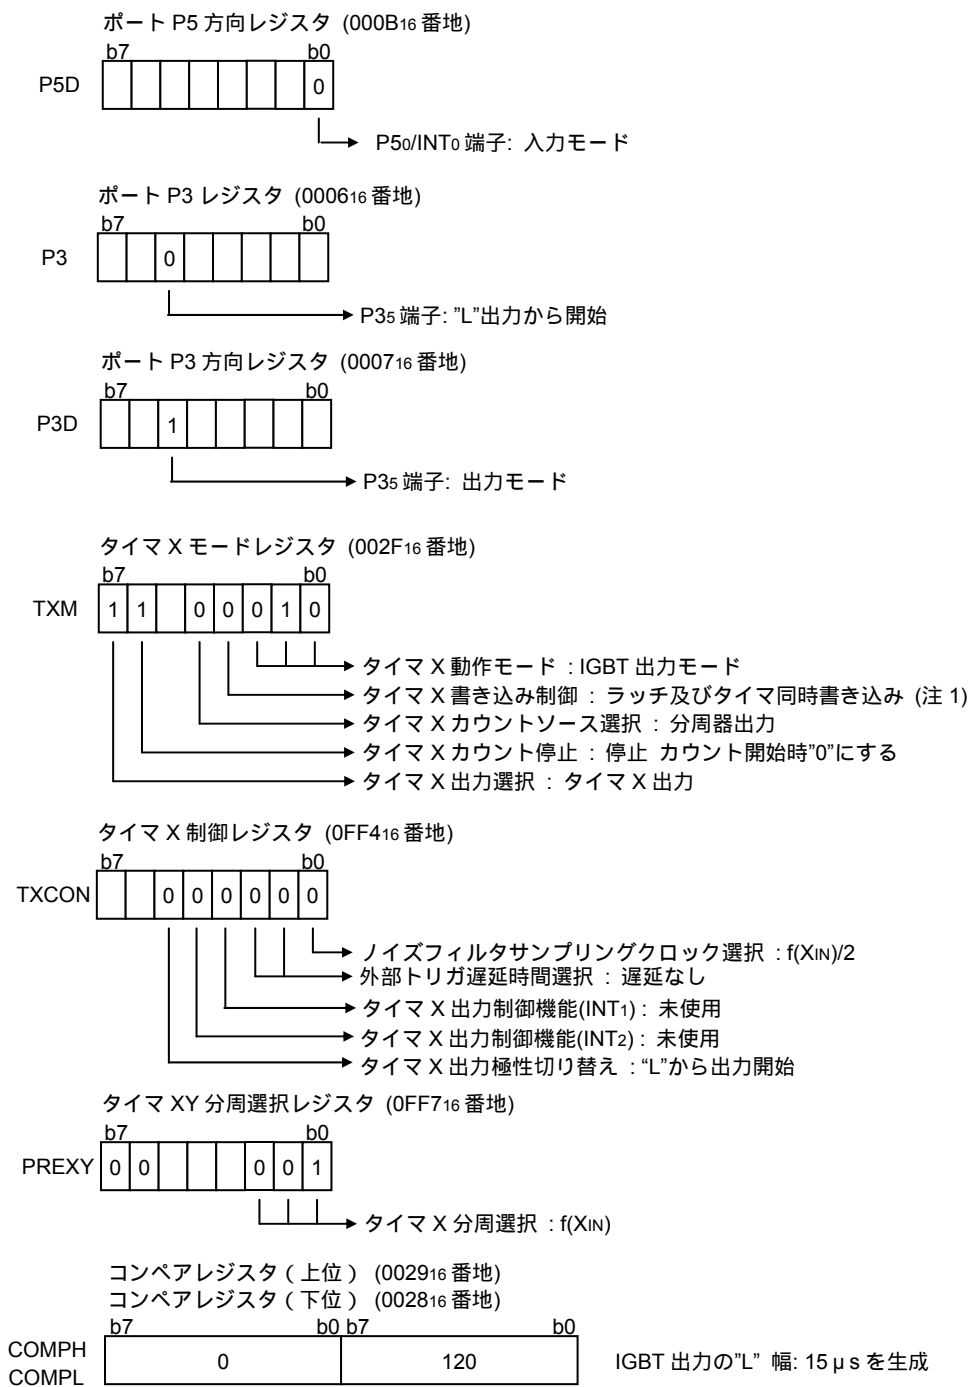 ポート P5 方向レジスタ (000B16 番地)
b7 b0
P5D 0
P50/INT0 端子: 入力モード
ポート P3 レジスタ (000616 番地)
b7 b0
P3 0
P35 端子: ”L”出力から開始
ポート P3 方向レジスタ (000716 番地)
b7 b0
P3D 1
P35 端子: 出力モード
タイマ X モードレジスタ (002F16 番地)
b7 b0
TXM 1 1 0 0 0 1 0
タイマ X 動作モード : IGBT 出力モード
タイマ X 書き込み制御 : ラッチ及びタイマ同時書き込み (注 1)
タイマ X カウントソース選択 : 分周器出力
タイマ X カウント停止 : 停止 カウント開始時”0”にする
タイマ X 出力選択 : タイマ X 出力
タイマ X 制御レジスタ (0FF416 番地)
b7 b0
TXCON 0 0 0 0 0 0
ノイズフィルタサンプリングクロック選択 : f(XIN)/2
外部トリガ遅延時間選択 : 遅延なし
タイマ X 出力制御機能(INT1) : 未使用
タイマ X 出力制御機能(INT2) : 未使用
タイマ X 出力極性切り替え : “L”から出力開始
タイマ XY 分周選択レジスタ (0FF716 番地)
b7 b0
PREXY 0 0 0 0 1
タイマ X 分周選択 : f(XIN)
コンペアレジスタ(上位) (002916 番地)
コンペアレジスタ(下位) (002816 番地)
b7 b0 b7 b0
COMPH
COMPL
0 120 IGBT 出力の”L” 幅: 15 μ s を生成